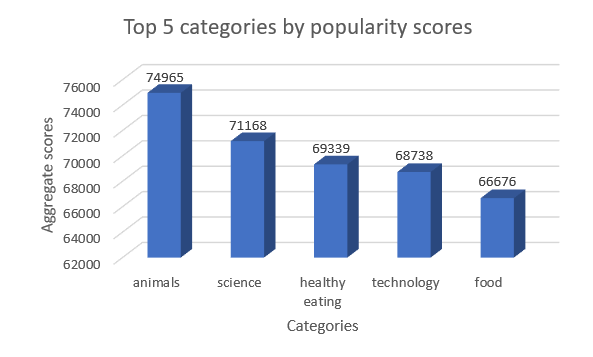 Top 5 categories by popularity scores
Aggregate scores
76000
74000
72000
70000
68000
66000
64000
62000
74965
71168
69339
68738
66676
animals
science
healthy
eating
technology
food
Categories